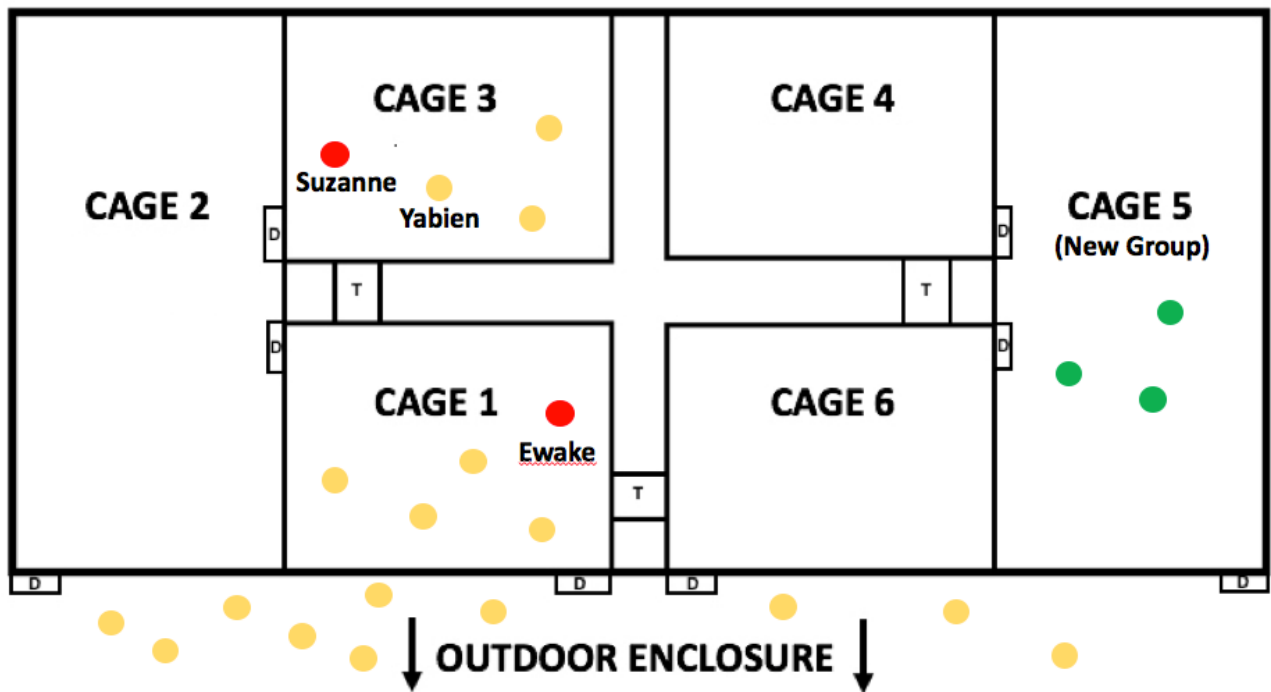 CAGE 3
CAGE 4
Suzanne
Yabien
CAGE 2
CAGE 5
(New Group)
D
D
T
T
D
D
CAGE 1
CAGE 6
Ewake
T
D
D
D
D
OUTDOOR ENCLOSURE